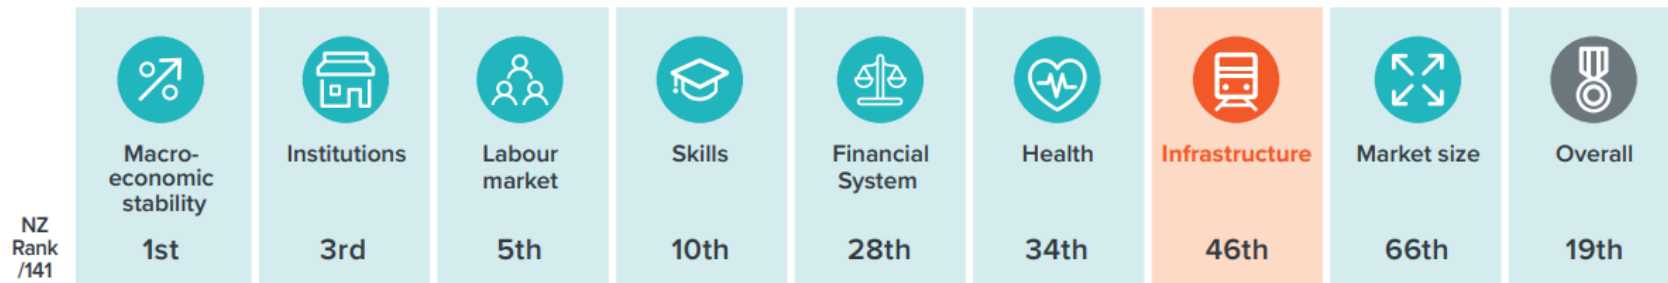 Macro-
economic
stability
Institutions
Labour
market
Skills
Financial
System
Health
Infrastructure
Market size
Overall
NZ
Rank
/141
1st
3rd
5th
10th
28th
34th
46th
66th
19th